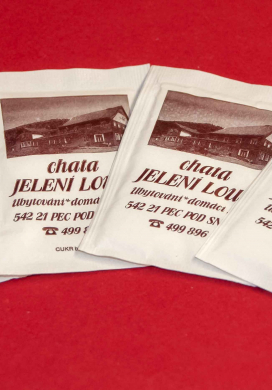 chata
JELENÍ LOU
Ubytování*domácí
542 21 PEC POD
☎ 499 8
CUKR
chata
JELENÍ LOU
Ubytování*domácí
542 21 PEC POD SN
☎ 499 896